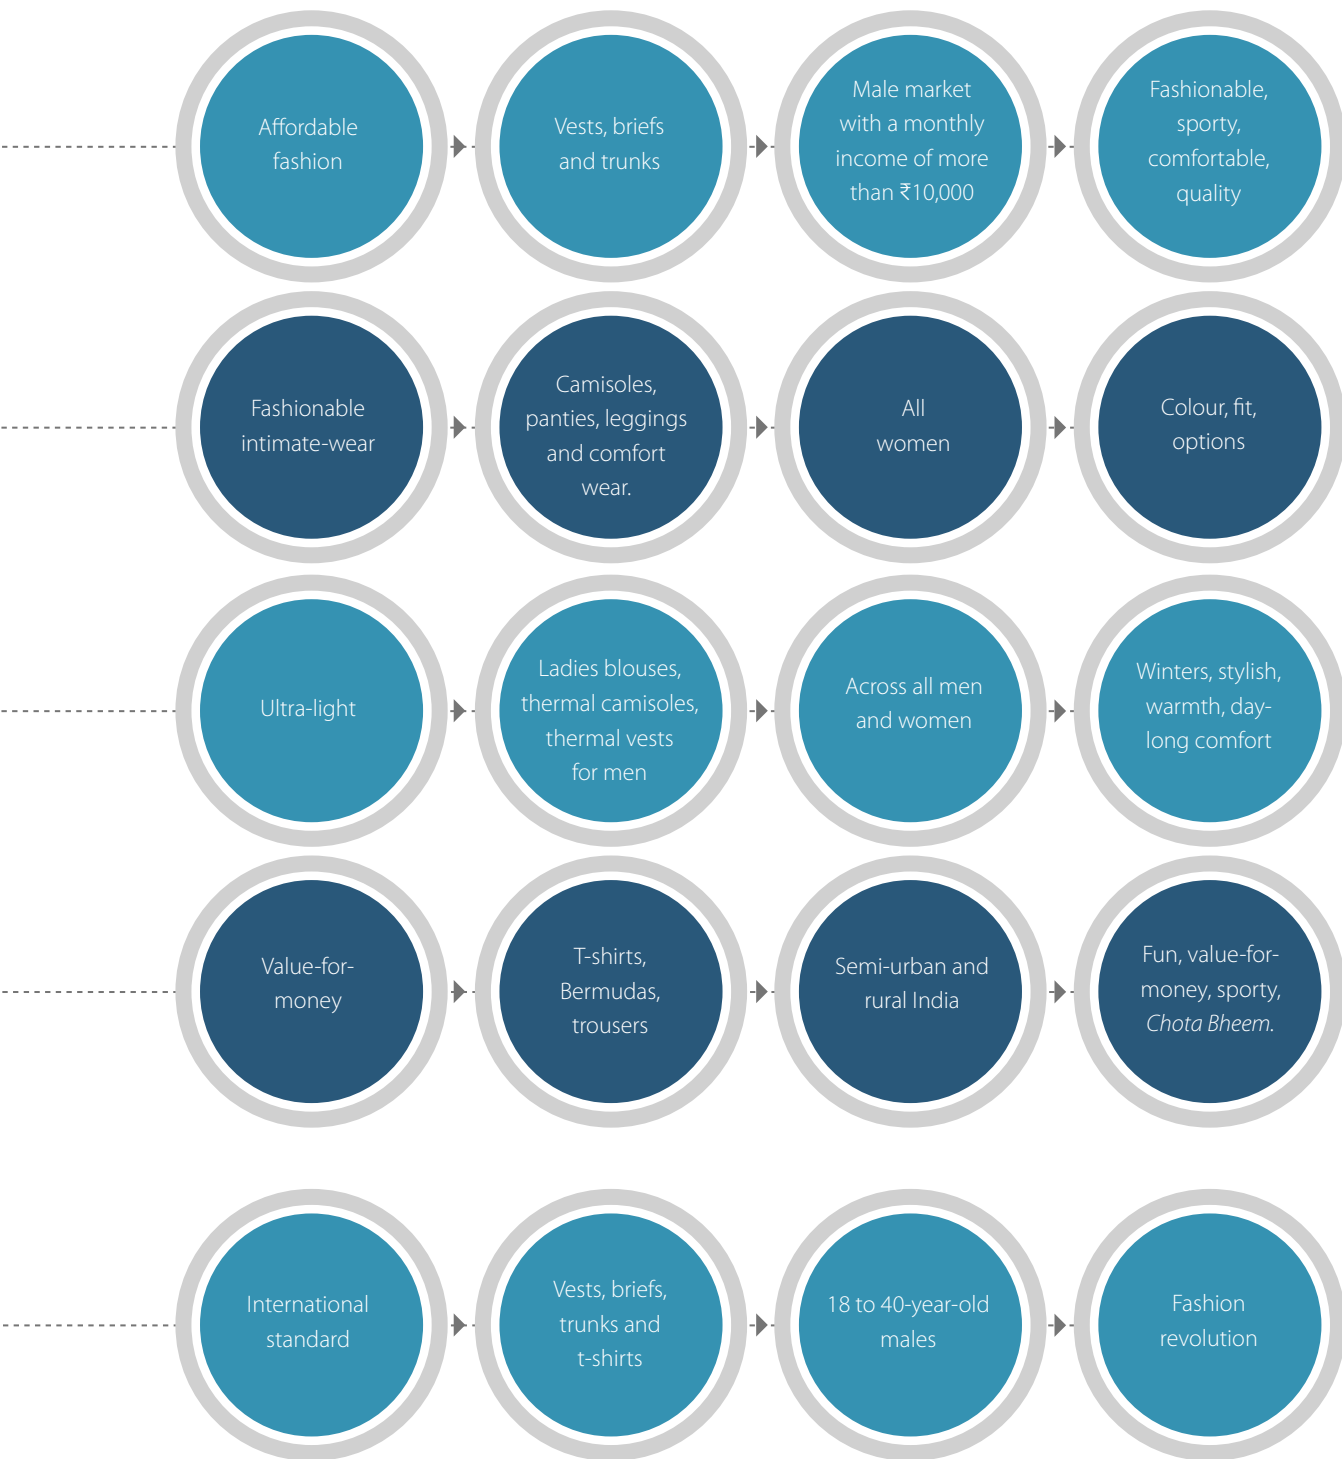 Affordable
fashion
Vests, briefs
and trunks
Male market
with a monthly
income of more
than ₹10,000
Fashionable,
sporty,
comfortable,
quality
Fashionable
intimate-wear
Camisoles,
panties, leggings
and comfort
wear.
All
women
Colour, fit,
options
Ultra-light
Ladies blouses,
thermal camisoles,
thermal vests
for men
Across all men
and women
Winters, stylish,
warmth, day-
long comfort
Value-for-
money
T-shirts,
Bermudas,
trousers
Semi-urban and
rural India
Fun, value-for-
money, sporty,
Chota Bheem.
International
standard
Vests, briefs,
trunks and
t-shirts
18 to 40-year-old
males
Fashion
revolution